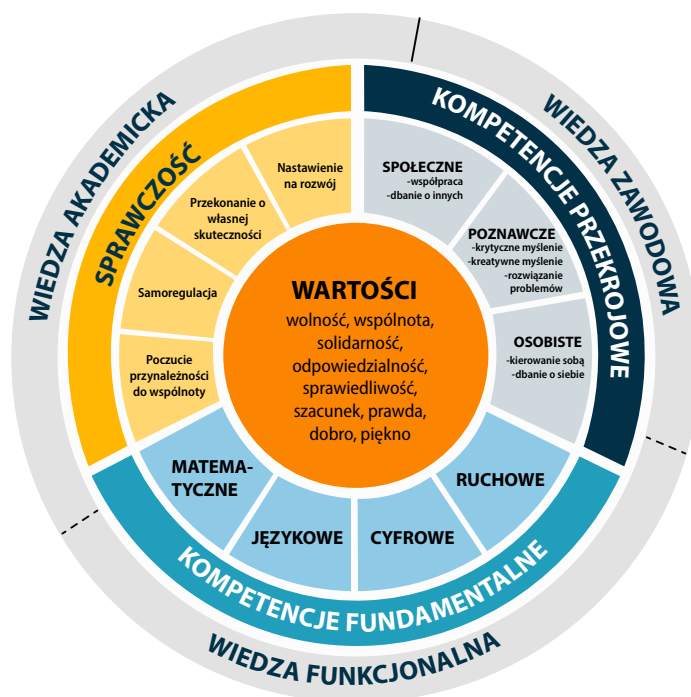 WIEDZA AKADEMICKA
WIEDZA ZAWODOWA
WIEDZA FUNKCJONALNA
SPRAWCZOŚĆ
Nastawienie
na rozwój
Przekonanie o
własnej
skuteczności
Samoregulacja
Poczucie
przynależności
do wspólnoty
KOMPETENCJE PRZEKROJOWE
SPOŁECZNE
-współpraca
-dbanie o innych
POZNAWCZE
-krytyczne myślenie
-kreatywne myślenie
-rozwiązanie
problemów
OSOBISTE
-kierowanie sobą
-dbanie o siebie
WARTOŚCI
wolność, wspólnota,
solidarność,
odpowiedzialność,
sprawiedliwość,
szacunek, prawda,
dobro, piękno
MATEMA-
TYCZNE
JĘZYKOWE
CYFROWE
RUCHOWE
KOMPETENCJE FUNDAMENTALNE